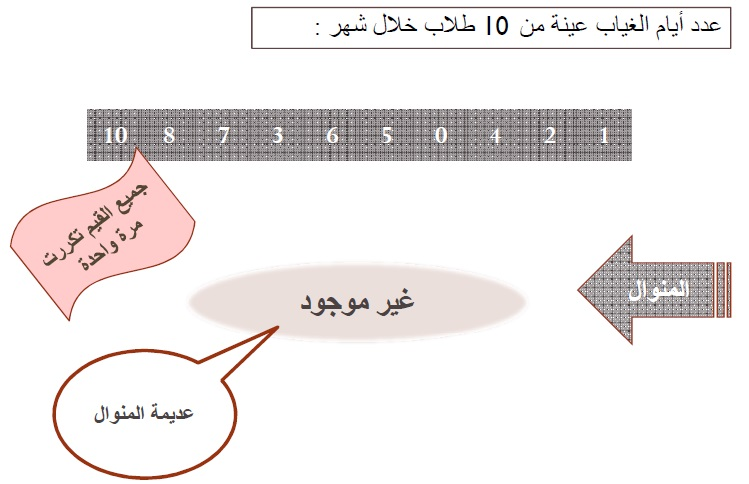 عدد أيام الغياب عينة من 10 طلاب خلال شهر :
1 2 4 0 5 6 3 7 8 10
جميع القيم تكررت
مرة واحدة
المنوال
غير موجود
عديمة المنوال